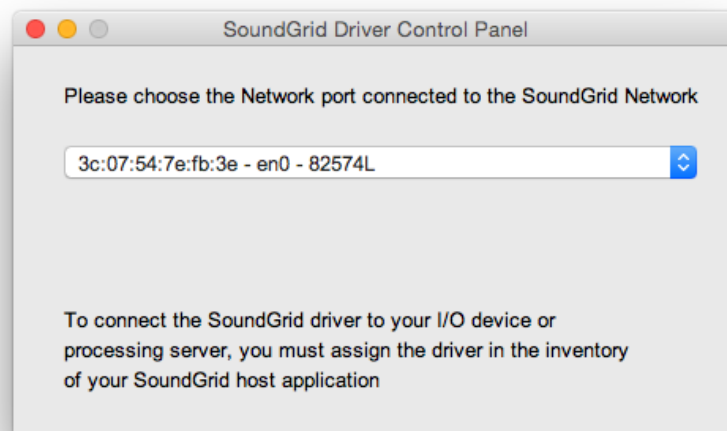 SoundGrid Driver Control Panel
Please choose the Network port connected to the SoundGrid Network
3c:07:54:7e:fb:3e - en0 - 82574L
To connect the SoundGrid driver to your I/O device or
processing server, you must assign the driver in the inventory
of your SoundGrid host application